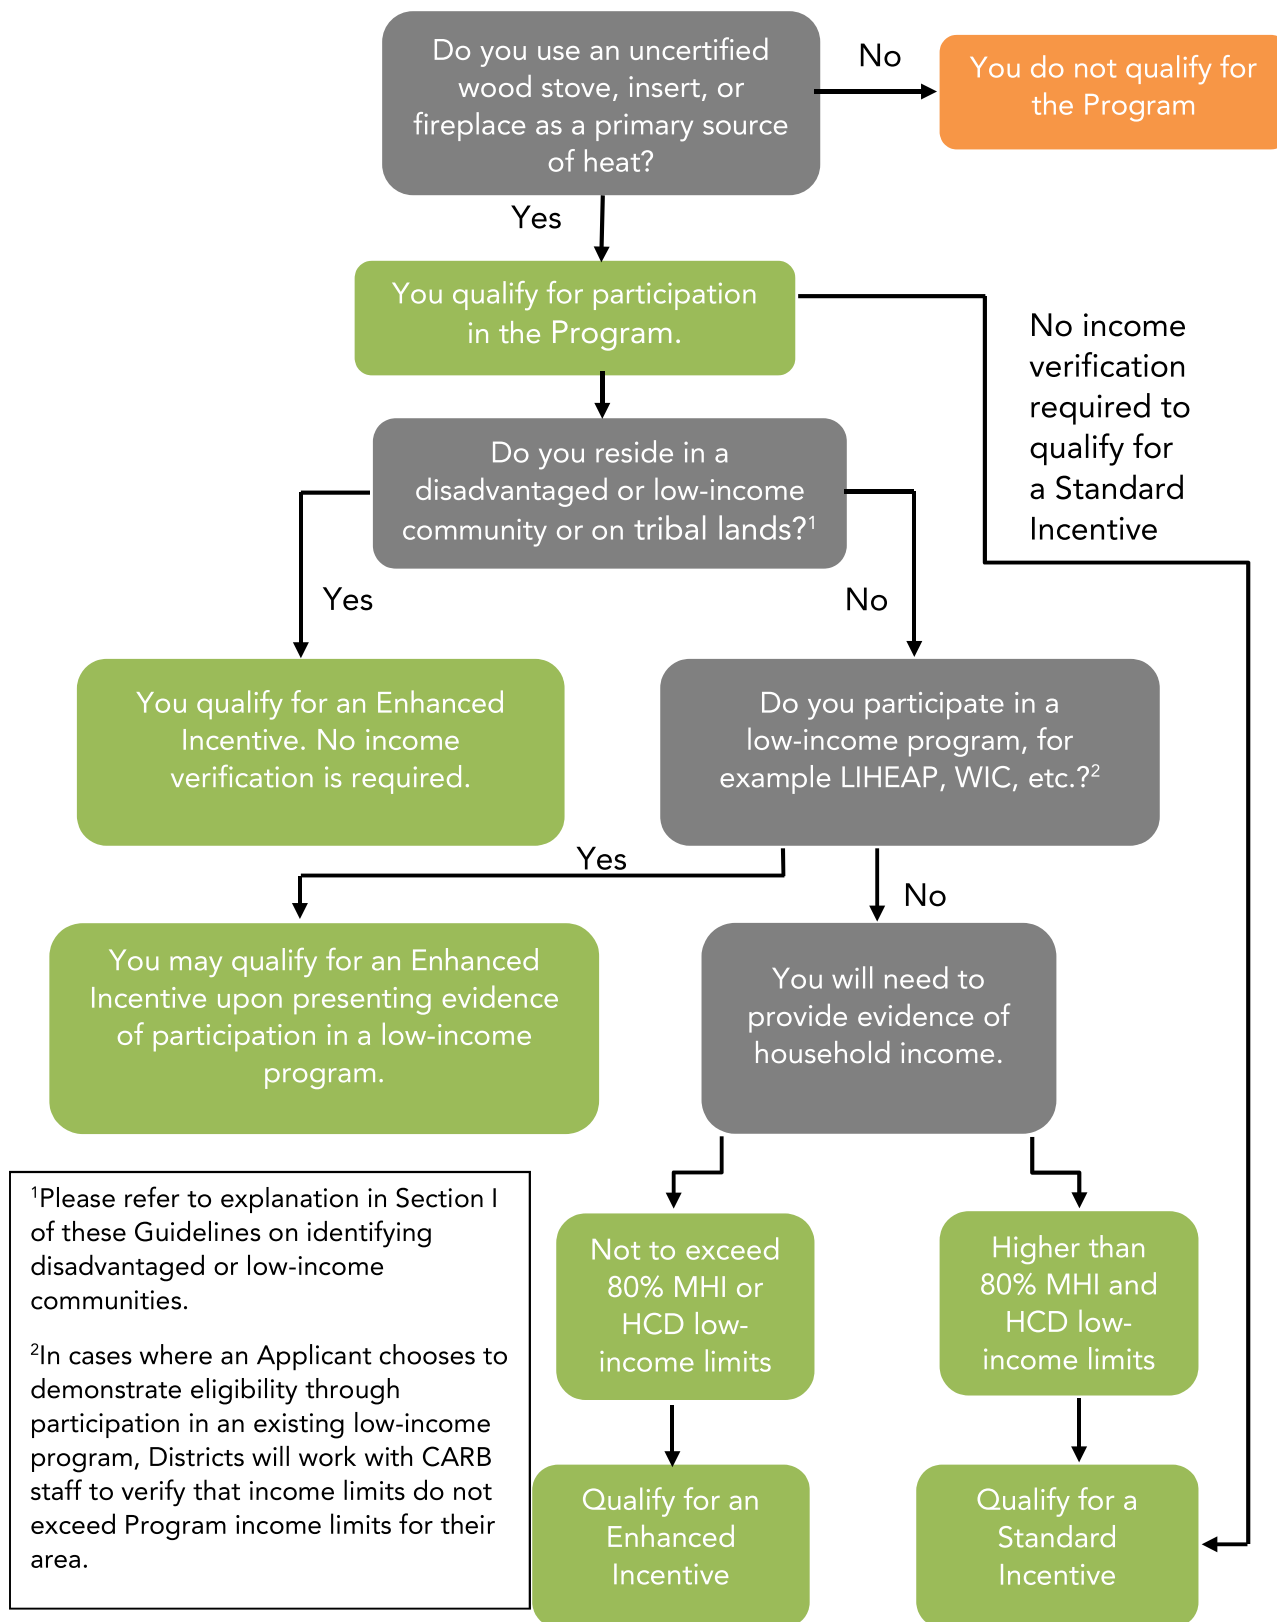 Do you use an uncertified
wood stove, insert, or
fireplace as a primary source
of heat?
No
You do not qualify for
the Program
Yes
You qualify for participation
in the Program.
No income
verification
required to
qualify for
a Standard
Incentive
Do you reside in a
disadvantaged or low-income
community or on tribal lands?¹
Yes
No
You qualify for an Enhanced
Incentive. No income
verification is required.
Do you participate in a
low-income program, for
example LIHEAP, WIC, etc.?²
Yes
No
You may qualify for an Enhanced
Incentive upon presenting evidence
of participation in a low-income
program.
You will need to
provide evidence of
household income.
¹Please refer to explanation in Section I
of these Guidelines on identifying
disadvantaged or low-income
communities.
²In cases where an Applicant chooses to
demonstrate eligibility through
participation in an existing low-income
program, Districts will work with CARB
staff to verify that income limits do not
exceed Program income limits for their
area.
Not to exceed
80% MHI or
HCD low-
income limits
Higher than
80% MHI and
HCD low-
income limits
Qualify for an
Enhanced
Incentive
Qualify for a
Standard
Incentive